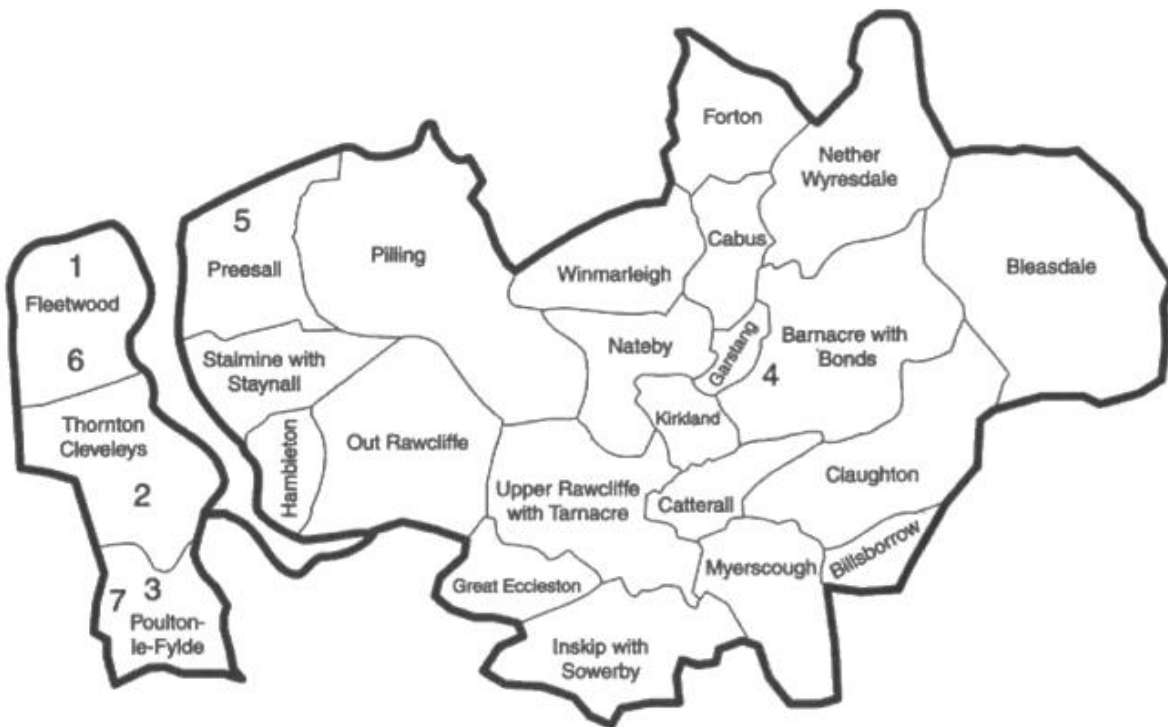 Forton
Nether
Wyresdale
5
Preesall
Pilling
Cabus
Winmarleigh
Bleasdale
1
Fleetwood
6
Stalmine with
Staynall
Nateby
Garstang
4
Barnacre with
Bonds
Thornton
Cleveleys
2
Hambleton
Out Rawcliffe
Kirkland
Upper Rawcliffe
with Tarnacre
Catterall
Claughton
Billsborrow
Myerscough
Great Eccleston
7
3
Poulton-
le-Fylde
Inskip with
Sowerby